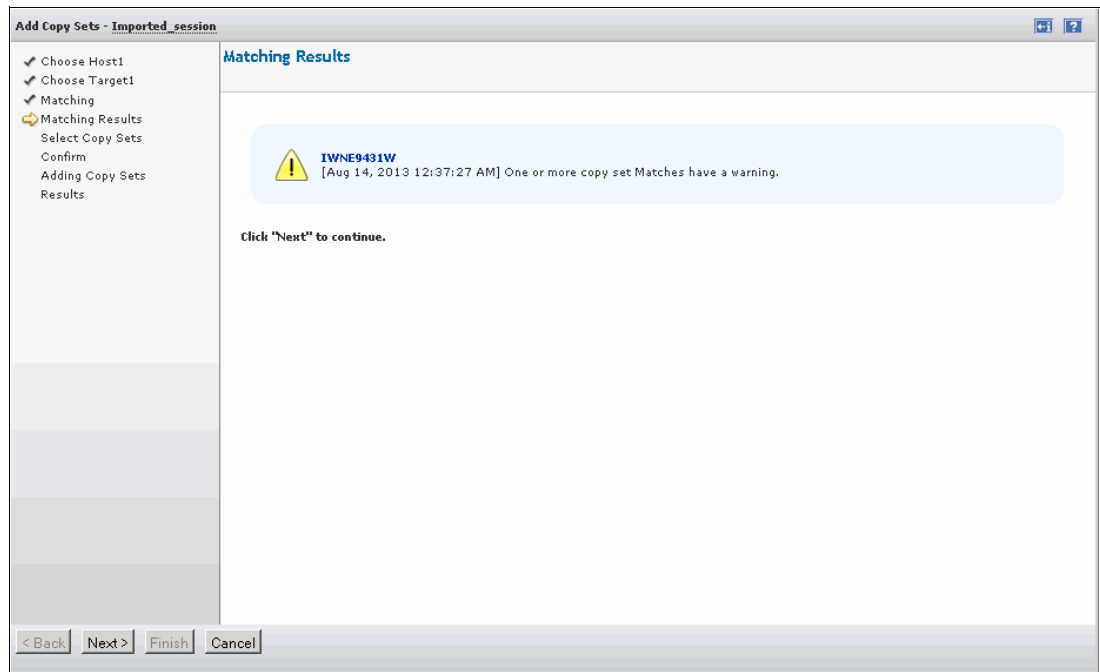 Add Copy Sets - Imported_session
Choose Host1
Choose Target1
Matching
Matching Results
Select Copy Sets
Confirm
Adding Copy Sets
Results
Matching Results
IWNE9431W
[Aug 14, 2013 12:37:27 AM] One or more copy set Matches have a warning.
Click "Next" to continue.
< Back Next > Finish Cancel